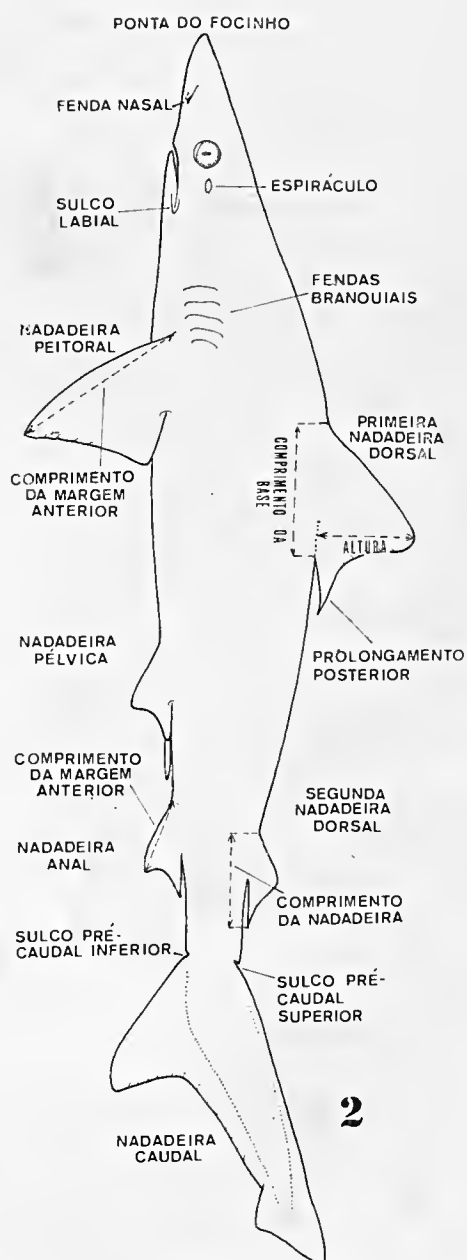 PONTA DO FOCINHO
FENDA NASAL
ESPIRÁCULO
SULCO
LABIAL
FENDAS
BRANOUIAIS
NADADEIRA
PEITORAL
PRIMEIRA
NADADEIRA
DORSAL
COMPRIMENTO DA
BASE
ALTURA
COMPRIMENTO
DA MARGEM
ANTERIOR
PROLONGAMENTO
POSTERIOR
NADADEIRA
PÉLVICA
COMPRIMENTO
DA MARGEM
ANTERIOR
SEGUNDA
NADADEIRA
DORSAL
NADADEIRA
ANAL
COMPRIMENTO
DA NADADEIRA
SULCO PRÉ-
CAUDAL INFERIOR
SULCO PRÉ-
CAUDAL
SUPERIOR
2
NADADEIRA
CAUDAL